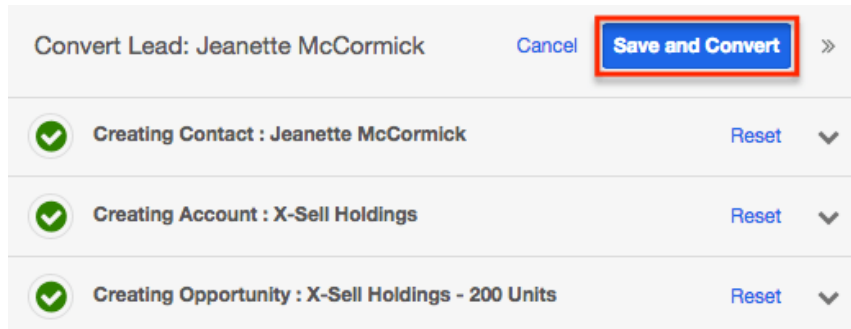 Convert Lead: Jeanette McCormick Cancel Save and Convert »
Creating Contact : Jeanette McCormick Reset
Creating Account : X-Sell Holdings Reset
Creating Opportunity : X-Sell Holdings - 200 Units Reset